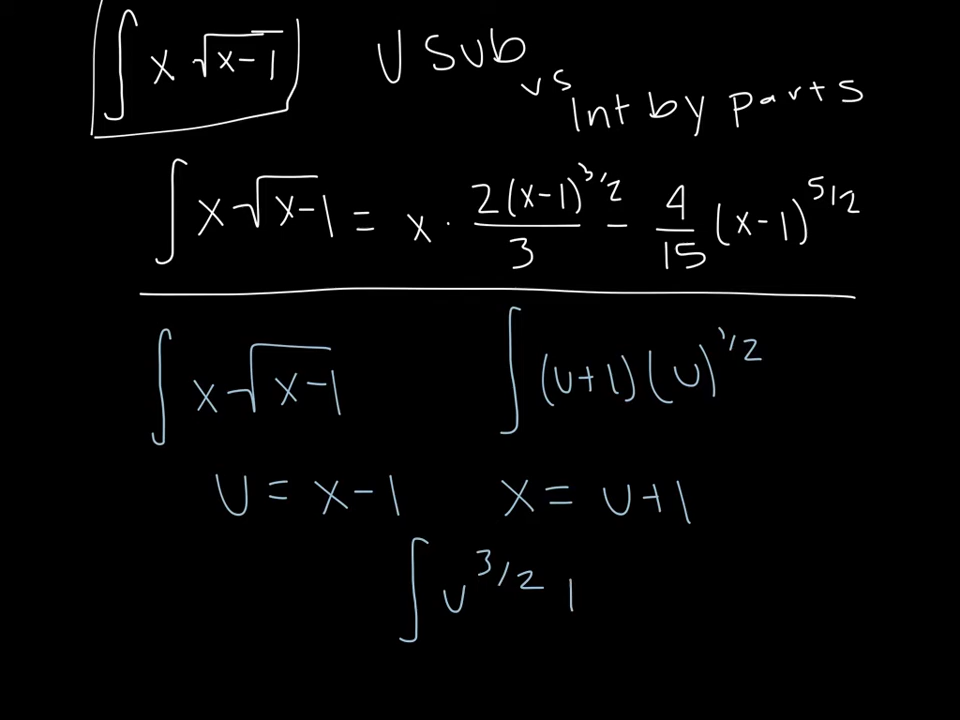 ∫ x √(x-1) U Sub vs Int by parts
∫ x √(x-1) = x · 2(x-1)^3/2 / 3 - 4/15 (x-1)^5/2
∫ x √(x-1) ∫ (u+1)(u)^1/2
U = x-1 x = u+1
∫ u^3/2